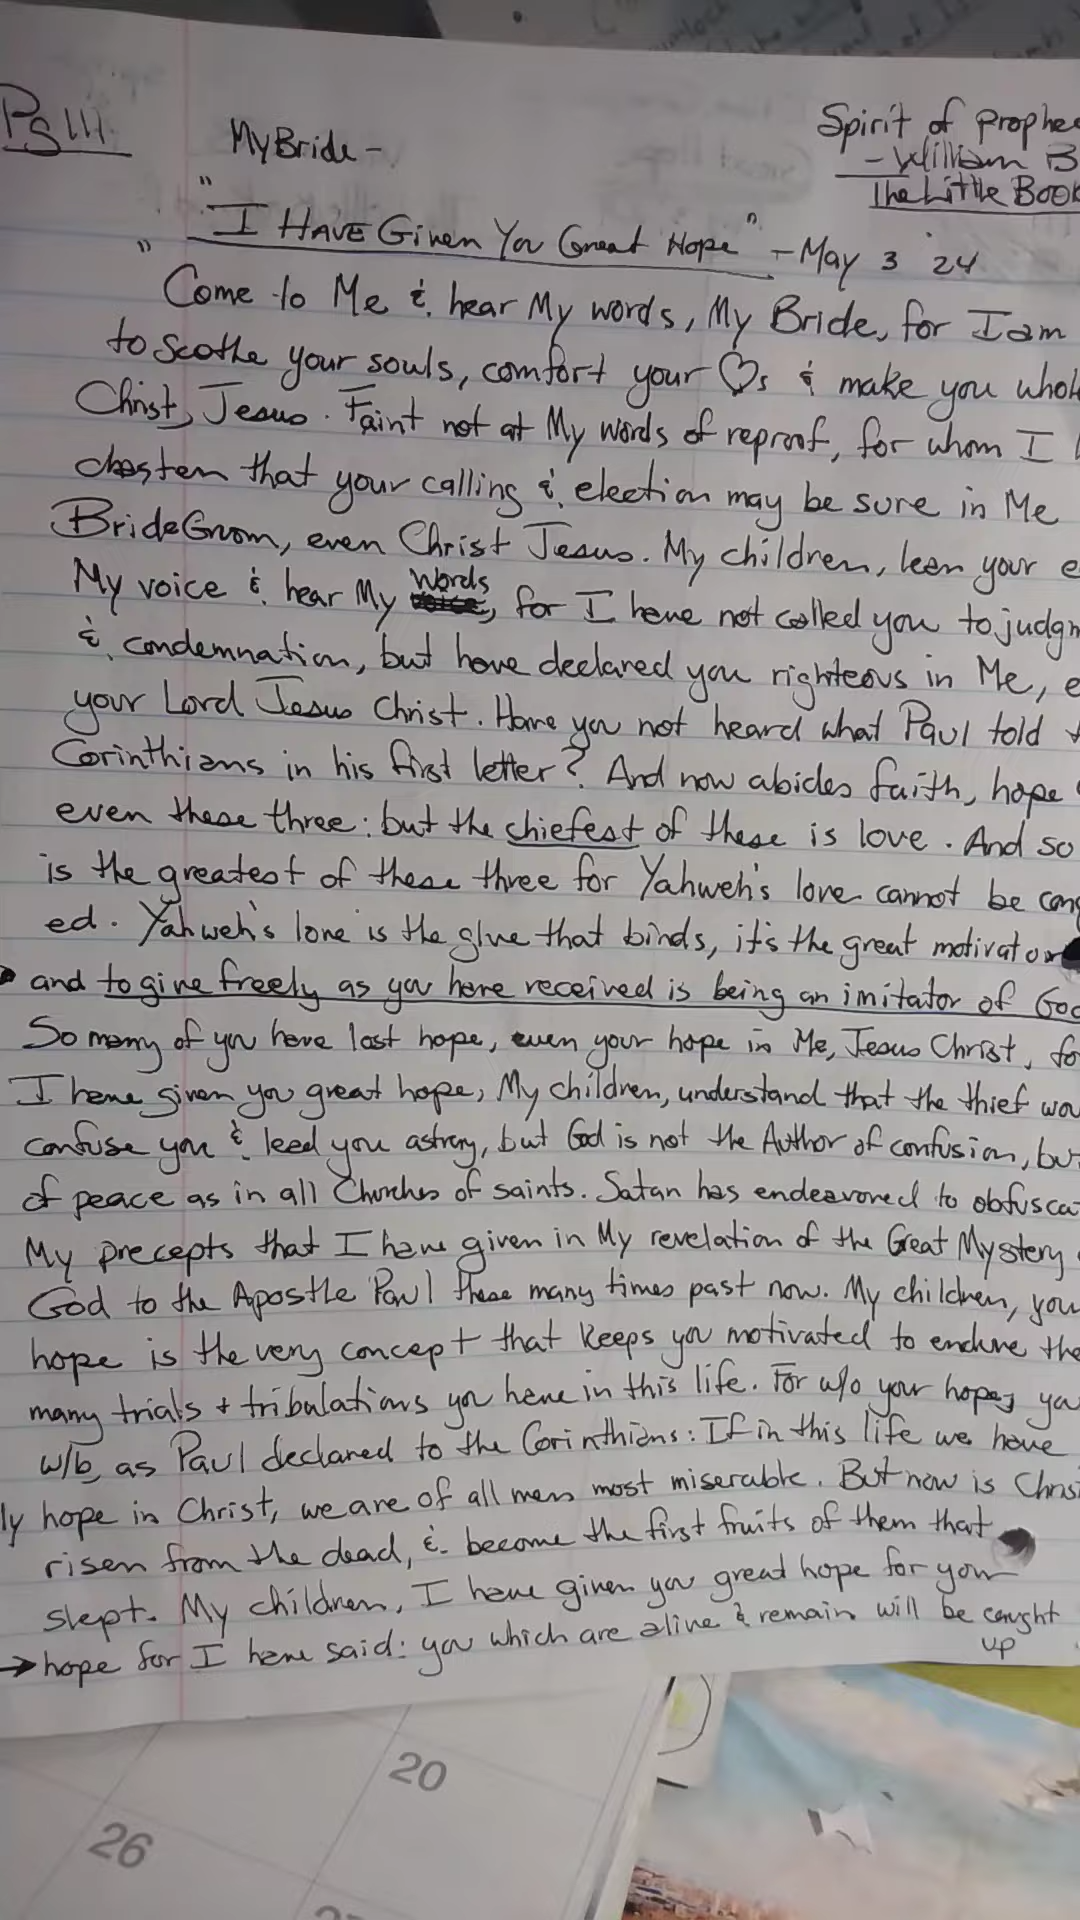 Ps 111
My Bride -
Spirit of Prophe
- William B
The Little Book
"I HAVE Given You Great Hope" - May 3 '24
"Come to Me & hear My words, My Bride, for I am
to soothe your souls, comfort your ♡s & make you whol
Christ, Jesus. Faint not at My words of reproof, for whom I
chasten that your calling & election may be sure in Me
BrideGroom, even Christ Jesus. My children, lean your e
My voice & hear My Words, for I have not called you to judgm
& condemnation, but have declared you righteous in Me, e
your Lord Jesus Christ. Have you not heard what Paul told t
Corinthians in his first letter? And now abides faith, hope
even these three: but the chiefest of these is love. And so
is the greatest of these three for Yahweh's love cannot be
ed. Yahweh's love is the glue that binds, it's the great motivator
and to give freely as you have received is being an imitator of God
So many of you have lost hope, even your hope in Me, Jesus Christ, fo
I have given you great hope, My children, understand that the thief wou
confuse you & lead you astray, but God is not the Author of confusion, bu
of peace as in all Churches of saints. Satan has endeavored to obfusca
My precepts that I have given in My revelation of the Great Mystery
God to the Apostle Paul these many times past now. My children, you
hope is the very concept that keeps you motivated to endure the
many trials + tribulations you have in this life. For w/o your hope, yo
w/b, as Paul declared to the Corinthians: If in this life we have
ly hope in Christ, we are of all men most miserable. But now is Chris
risen from the dead, & become the first fruits of them that
slept. My children, I have given you great hope for you
→ hope for I have said: you which are alive & remain will be caught
up
20
26